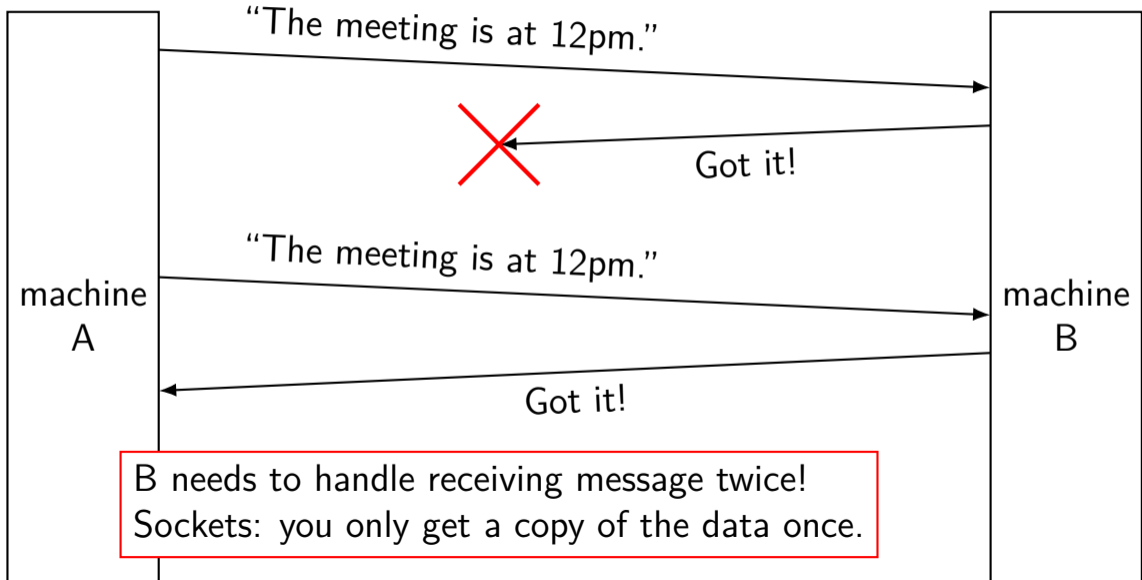 “The meeting is at 12pm.”
Got it!
“The meeting is at 12pm.”
machine
A
machine
B
Got it!
B needs to handle receiving message twice!
Sockets: you only get a copy of the data once.